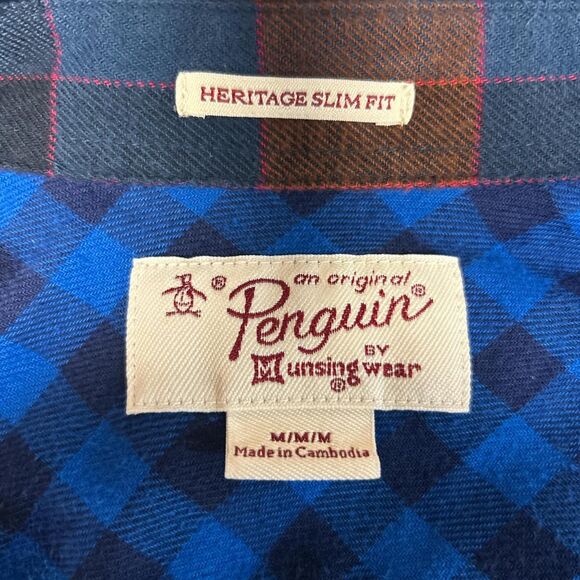 HERITAGE SLIM FIT
® an original
Penguin®
BY
Munsingwear®
M/M/M
Made in Cambodia